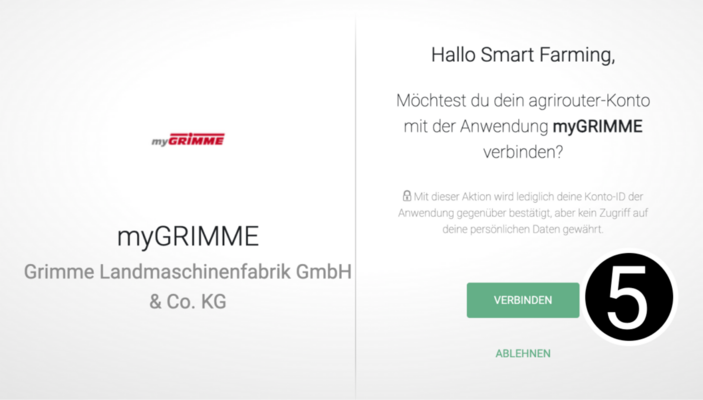 myGRIMME
myGRIMME
Grimme Landmaschinenfabrik GmbH
& Co. KG
Hallo Smart Farming,
Möchtest du dein agrirouter-Konto
mit der Anwendung myGRIMME
verbinden?
Mit dieser Aktion wird lediglich deine Konto-ID der
Anwendung gegenüber bestätigt, aber kein Zugriff auf
deine persönlichen Daten gewährt.
VERBINDEN
5
ABLEHNEN